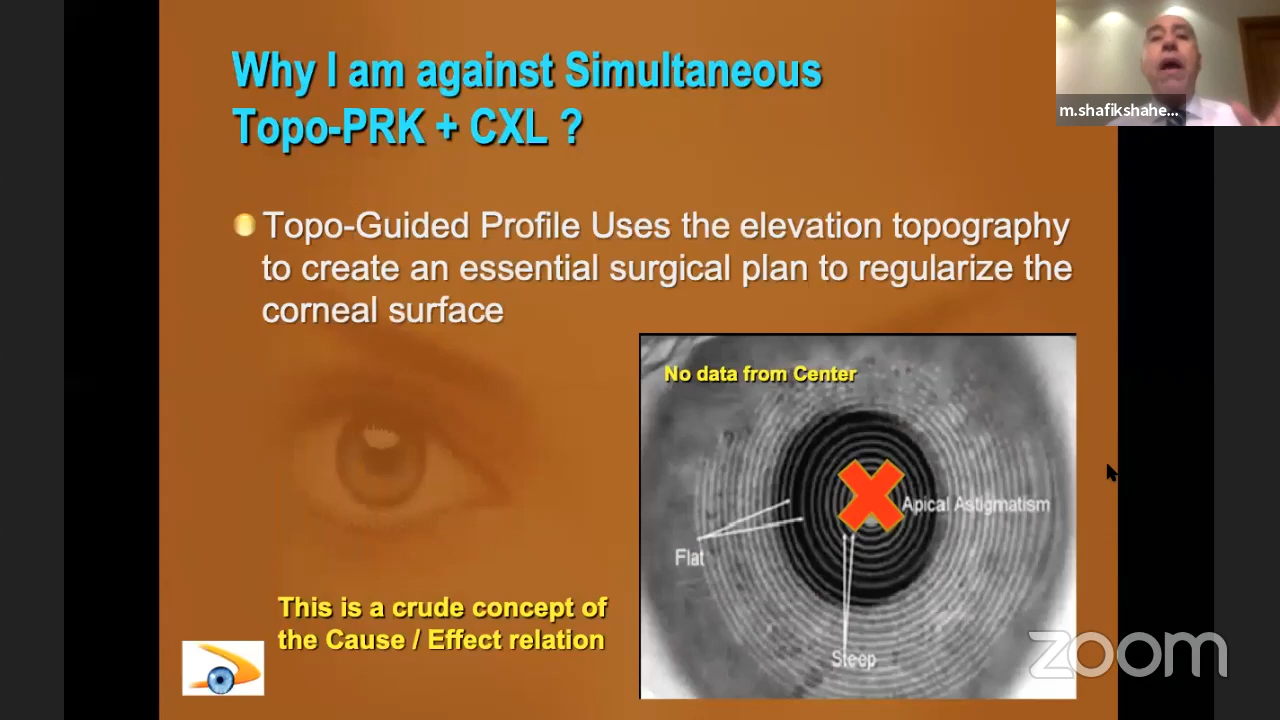 Why I am against Simultaneous
Topo-PRK + CXL ?
m.shafikshahe...
Topo-Guided Profile Uses the elevation topography
to create an essential surgical plan to regularize the
corneal surface
No data from Center
Apical Astigmatism
Flat
Steep
This is a crude concept of
the Cause / Effect relation
zoom